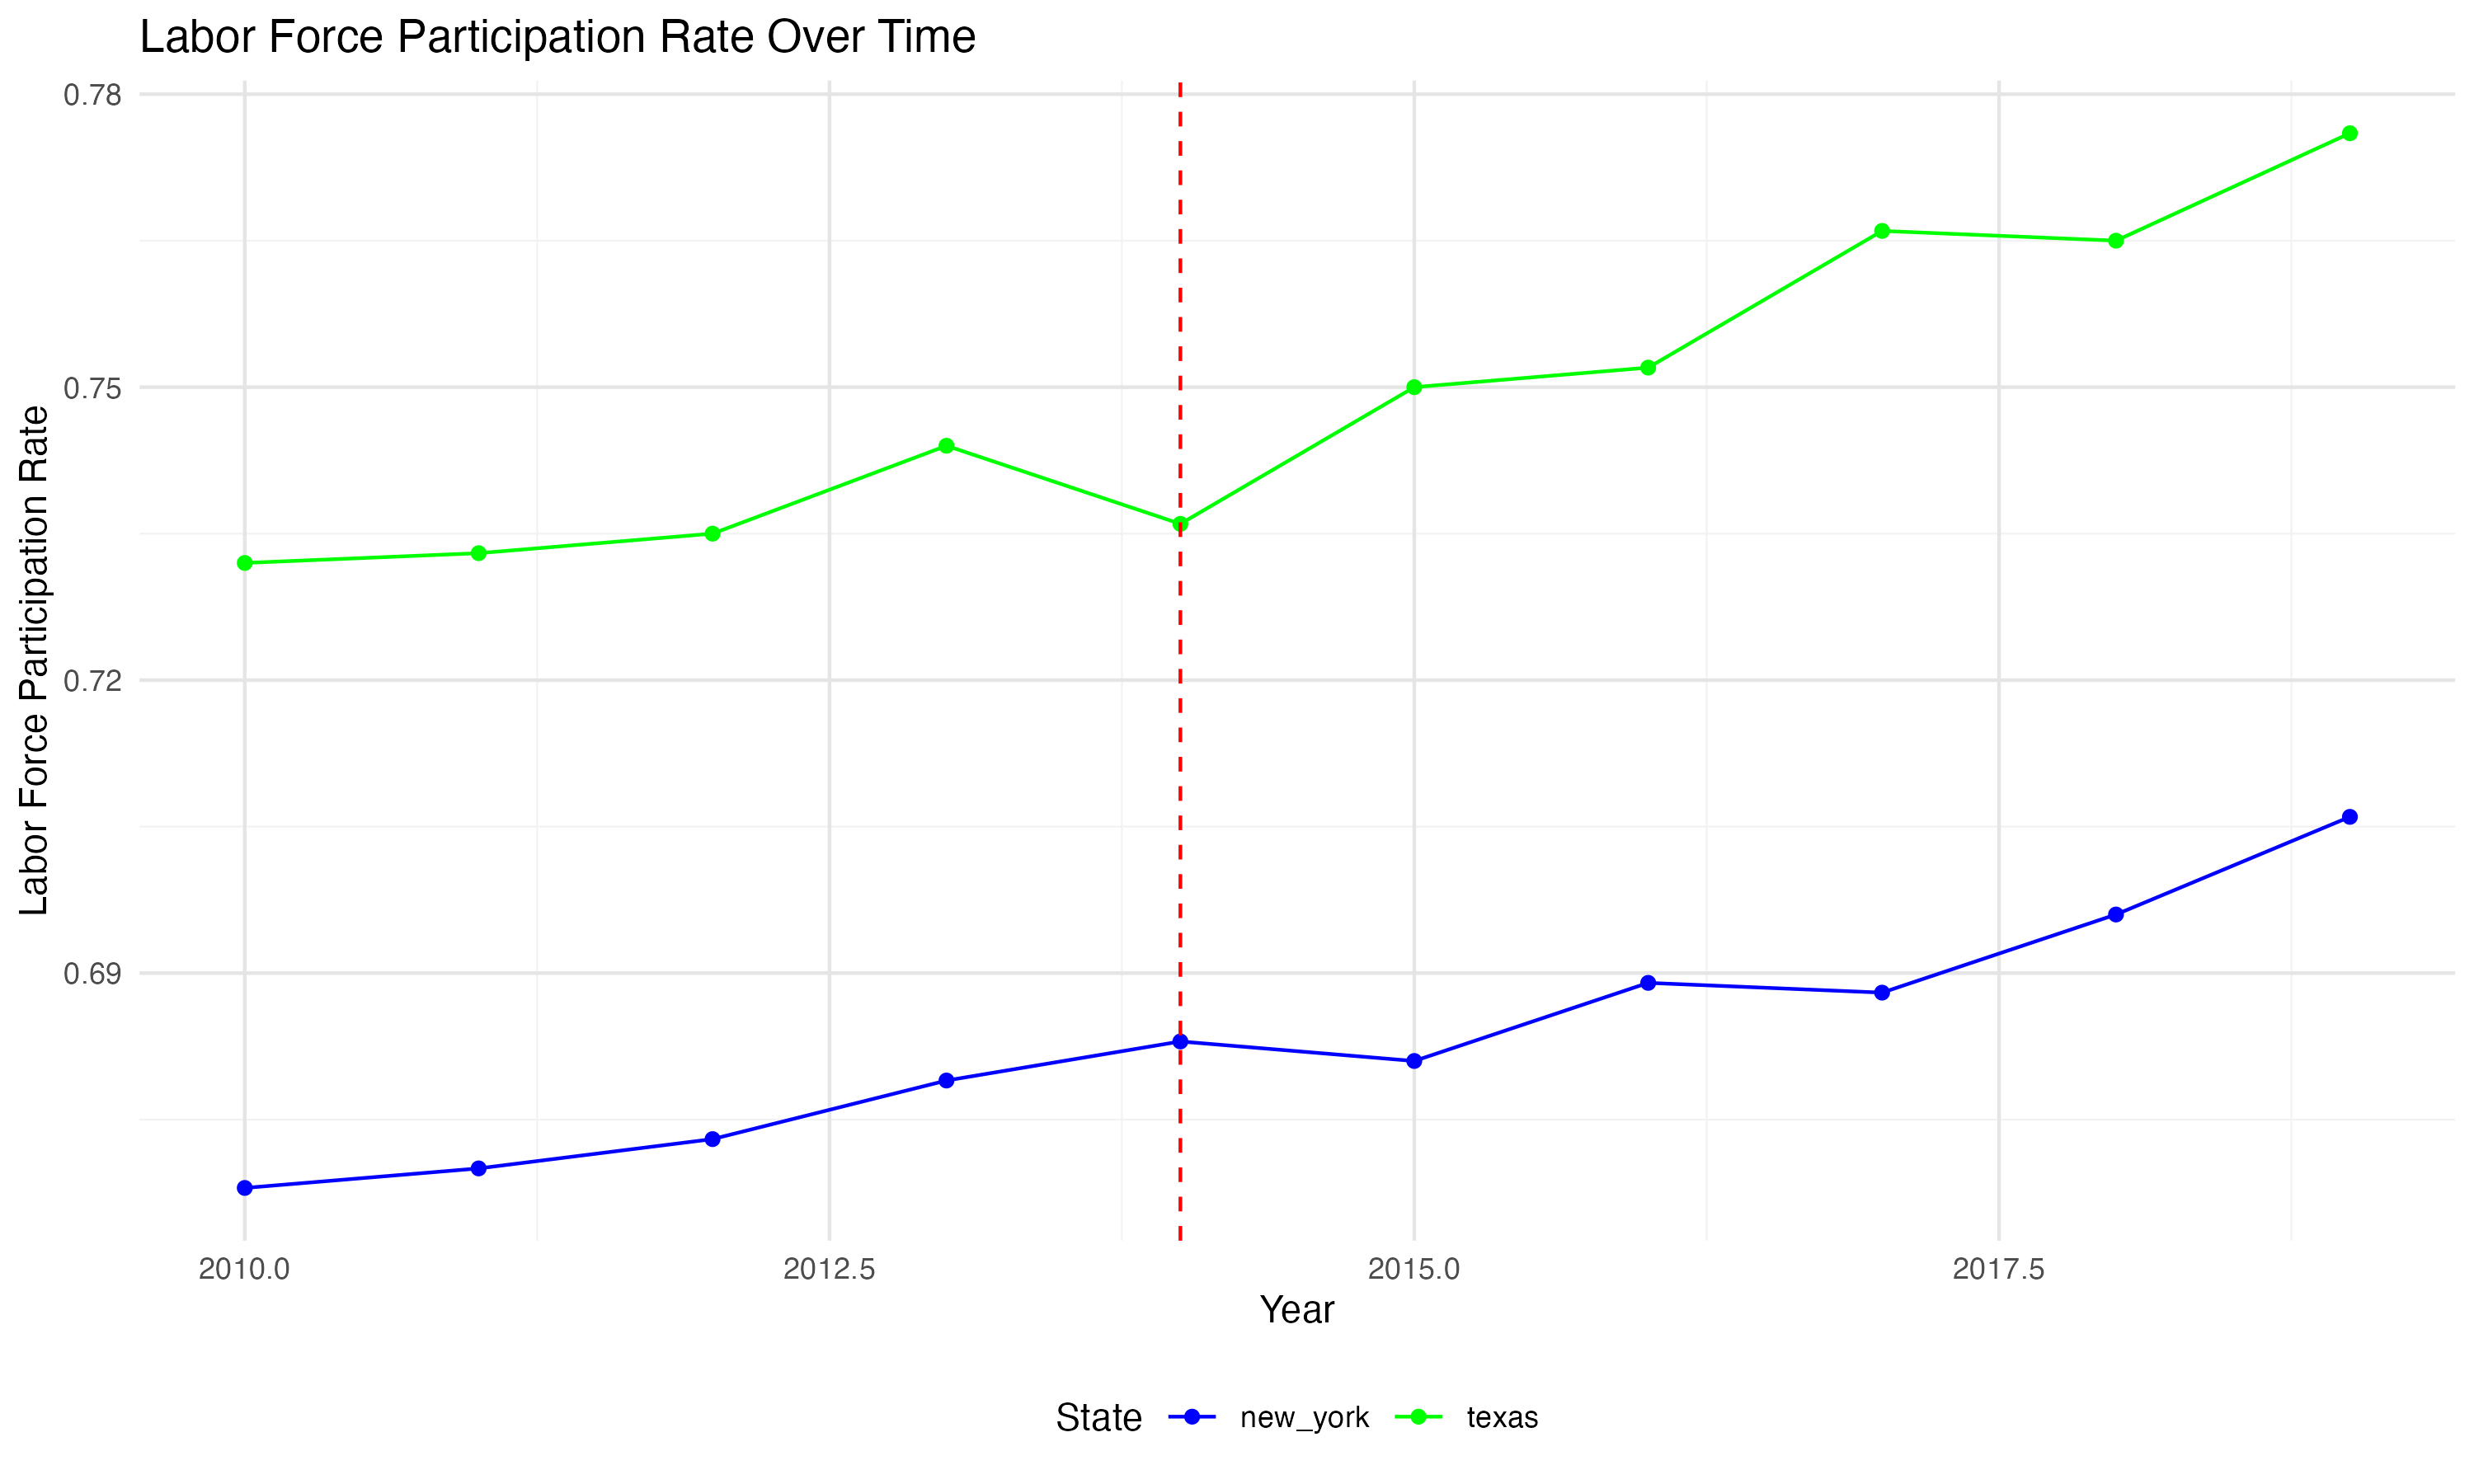 Labor Force Participation Rate Over Time
Labor Force Participation Rate
0.78
0.75
0.72
0.69
2010.0 2012.5 2015.0 2017.5
Year
State new_york texas